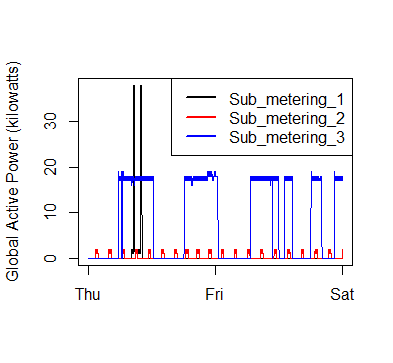 Global Active Power (kilowatts)
30
20
10
0
Sub_metering_1
Sub_metering_2
Sub_metering_3
Thu Fri Sat